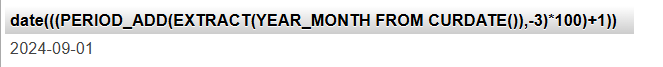 date(((PERIOD_ADD(EXTRACT(YEAR_MONTH FROM CURDATE()),-3)*100)+1))
2024-09-01